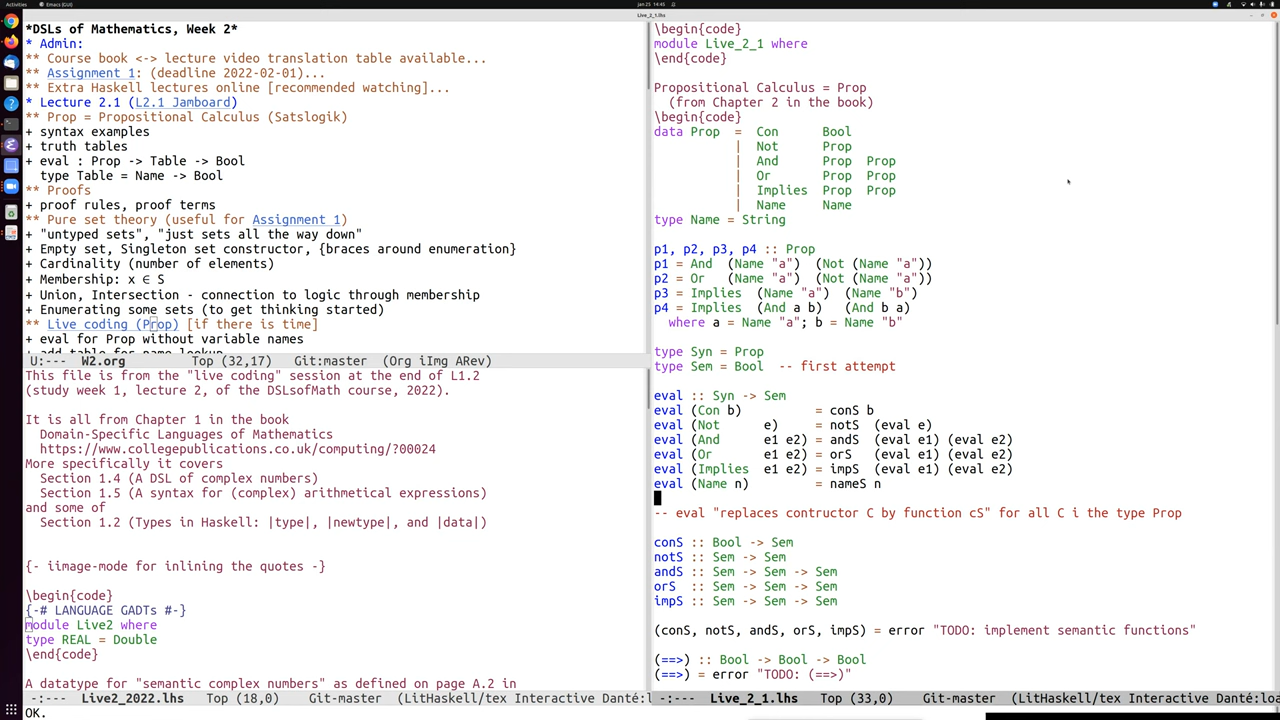 Activities
Emacs (GUI)
Jan 25 14:45
Live_2_1.lhs
*DSLs of Mathematics, Week 2*
* Admin:
** Course book <-> lecture video translation table available...
** Assignment 1: (deadline 2022-02-01)...
** Extra Haskell lectures online [recommended watching]...
* Lecture 2.1 (L2.1 Jamboard)
** Prop = Propositional Calculus (Satslogik)
+ syntax examples
+ truth tables
+ eval : Prop -> Table -> Bool
  type Table = Name -> Bool
** Proofs
+ proof rules, proof terms
** Pure set theory (useful for Assignment 1)
+ "untyped sets", "just sets all the way down"
+ Empty set, Singleton set constructor, {braces around enumeration}
+ Cardinality (number of elements)
+ Membership: x ∈ S
+ Union, Intersection - connection to logic through membership
+ Enumerating some sets (to get thinking started)
** Live coding (Prop) [if there is time]
+ eval for Prop without variable names
+ add table for name lookup
U:---  W2.org         Top (32,17)    Git:master  (Org iImg ARev)
This file is from the "live coding" session at the end of L1.2
(study week 1, lecture 2, of the DSLsofMath course, 2022).
It is all from Chapter 1 in the book
  Domain-Specific Languages of Mathematics
  https://www.collegepublications.co.uk/computing/?00024
More specifically it covers
  Section 1.4 (A DSL of complex numbers)
  Section 1.5 (A syntax for (complex) arithmetical expressions)
and some of
  Section 1.2 (Types in Haskell: |type|, |newtype|, and |data|)
{- iimage-mode for inlining the quotes -}
\begin{code}
{-# LANGUAGE GADTs #-}
module Live2 where
type REAL = Double
\end{code}
A datatype for "semantic complex numbers" as defined on page A.2 in
-:---  Live2_2022.lhs   Top (18,0)     Git-master  (LitHaskell/tex Interactive Danté:l
OK.
\begin{code}
module Live_2_1 where
\end{code}
Propositional Calculus = Prop
  (from Chapter 2 in the book)
\begin{code}
data Prop  =  Con      Bool
           |  Not      Prop
           |  And      Prop  Prop
           |  Or       Prop  Prop
           |  Implies  Prop  Prop
           |  Name     Name
type Name = String
p1, p2, p3, p4 :: Prop
p1 = And  (Name "a")  (Not (Name "a"))
p2 = Or   (Name "a")  (Not (Name "a"))
p3 = Implies  (Name "a")  (Name "b")
p4 = Implies  (And a b)  (And b a)
  where a = Name "a"; b = Name "b"
type Syn = Prop
type Sem = Bool  -- first attempt
eval :: Syn -> Sem
eval (Con b)          = conS b
eval (Not      e)     = notS  (eval e)
eval (And      e1 e2) = andS  (eval e1) (eval e2)
eval (Or       e1 e2) = orS   (eval e1) (eval e2)
eval (Implies  e1 e2) = impS  (eval e1) (eval e2)
eval (Name n)         = nameS n
-- eval "replaces contructor C by function cS" for all C i the type Prop
conS :: Bool -> Sem
notS :: Sem -> Sem
andS :: Sem -> Sem -> Sem
orS  :: Sem -> Sem -> Sem
impS :: Sem -> Sem -> Sem
(conS, notS, andS, orS, impS) = error "TODO: implement semantic functions"
(==>) :: Bool -> Bool -> Bool
(==>) = error "TODO: (==>)"
-:---  Live_2_1.lhs   Top (33,0)     Git-master  (LitHaskell/tex Interactive Danté:lo